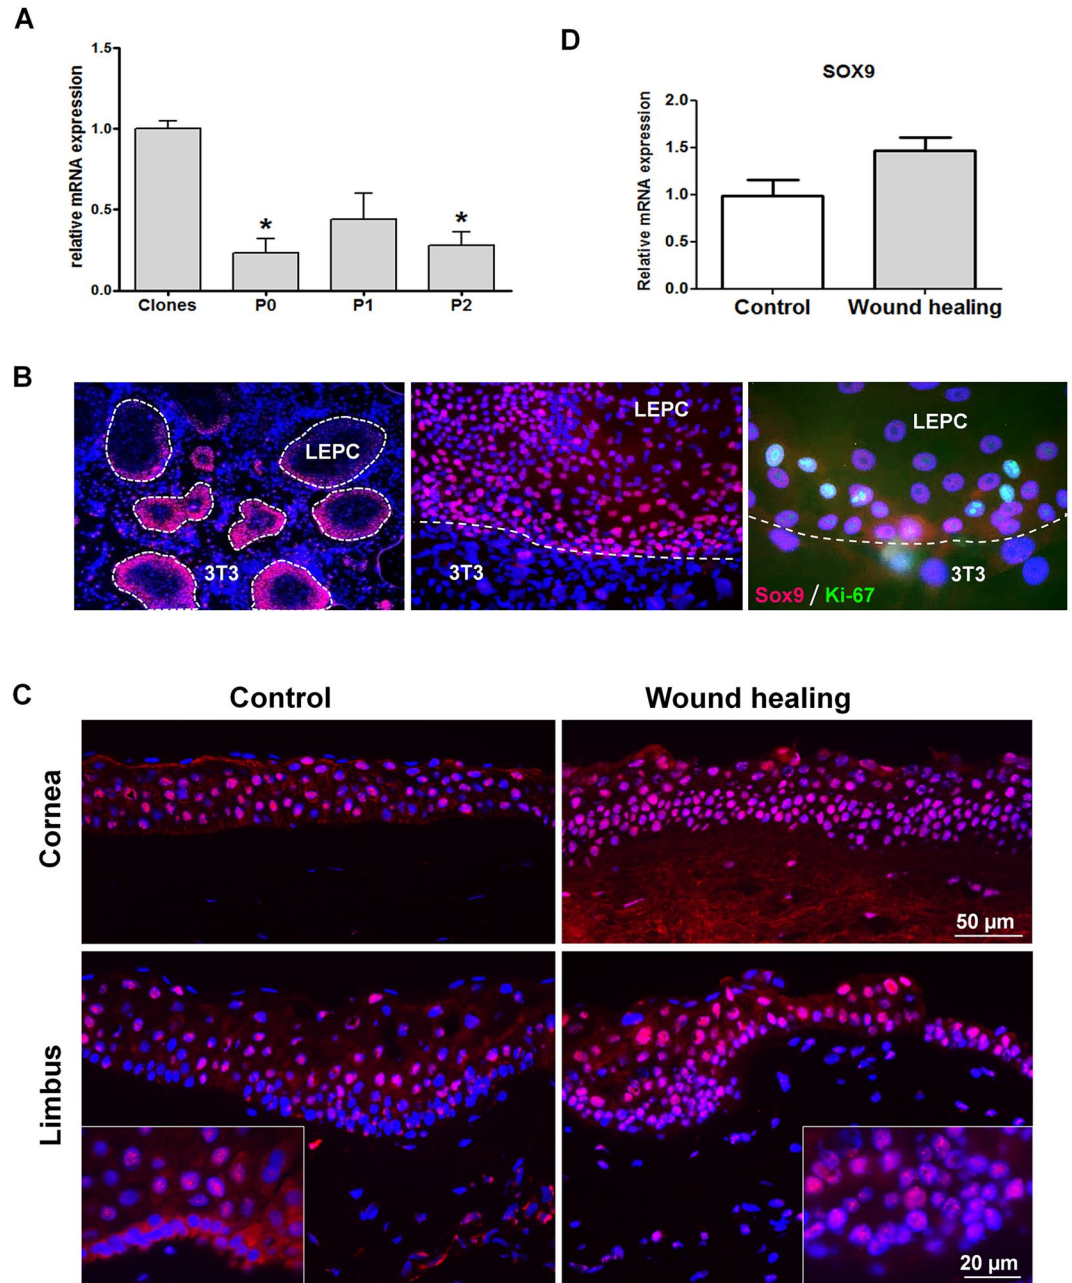 A
1.5
1.0
0.5
0.0
relative mRNA expression
*
*
Clones P0 P1 P2
D
SOX9
2.0
1.5
1.0
0.5
0.0
Relative mRNA expression
Control Wound healing
B
LEPC
3T3
LEPC
3T3
LEPC
3T3
Sox9 / Ki-67
C
Control Wound healing
Cornea
50 µm
Limbus
20 µm